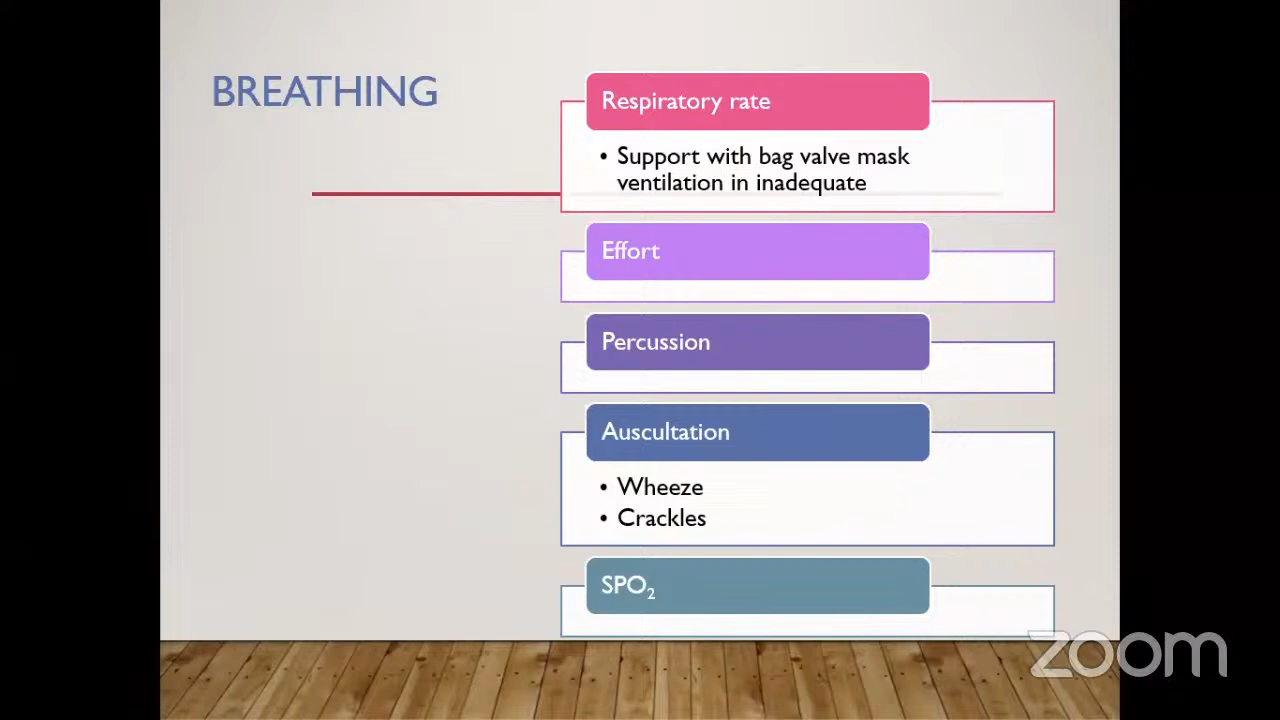 BREATHING
Respiratory rate
• Support with bag valve mask
ventilation in inadequate
Effort
Percussion
Auscultation
• Wheeze
• Crackles
SPO₂
zoom